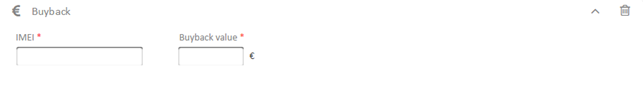 € Buyback
IMEI * Buyback value *
€